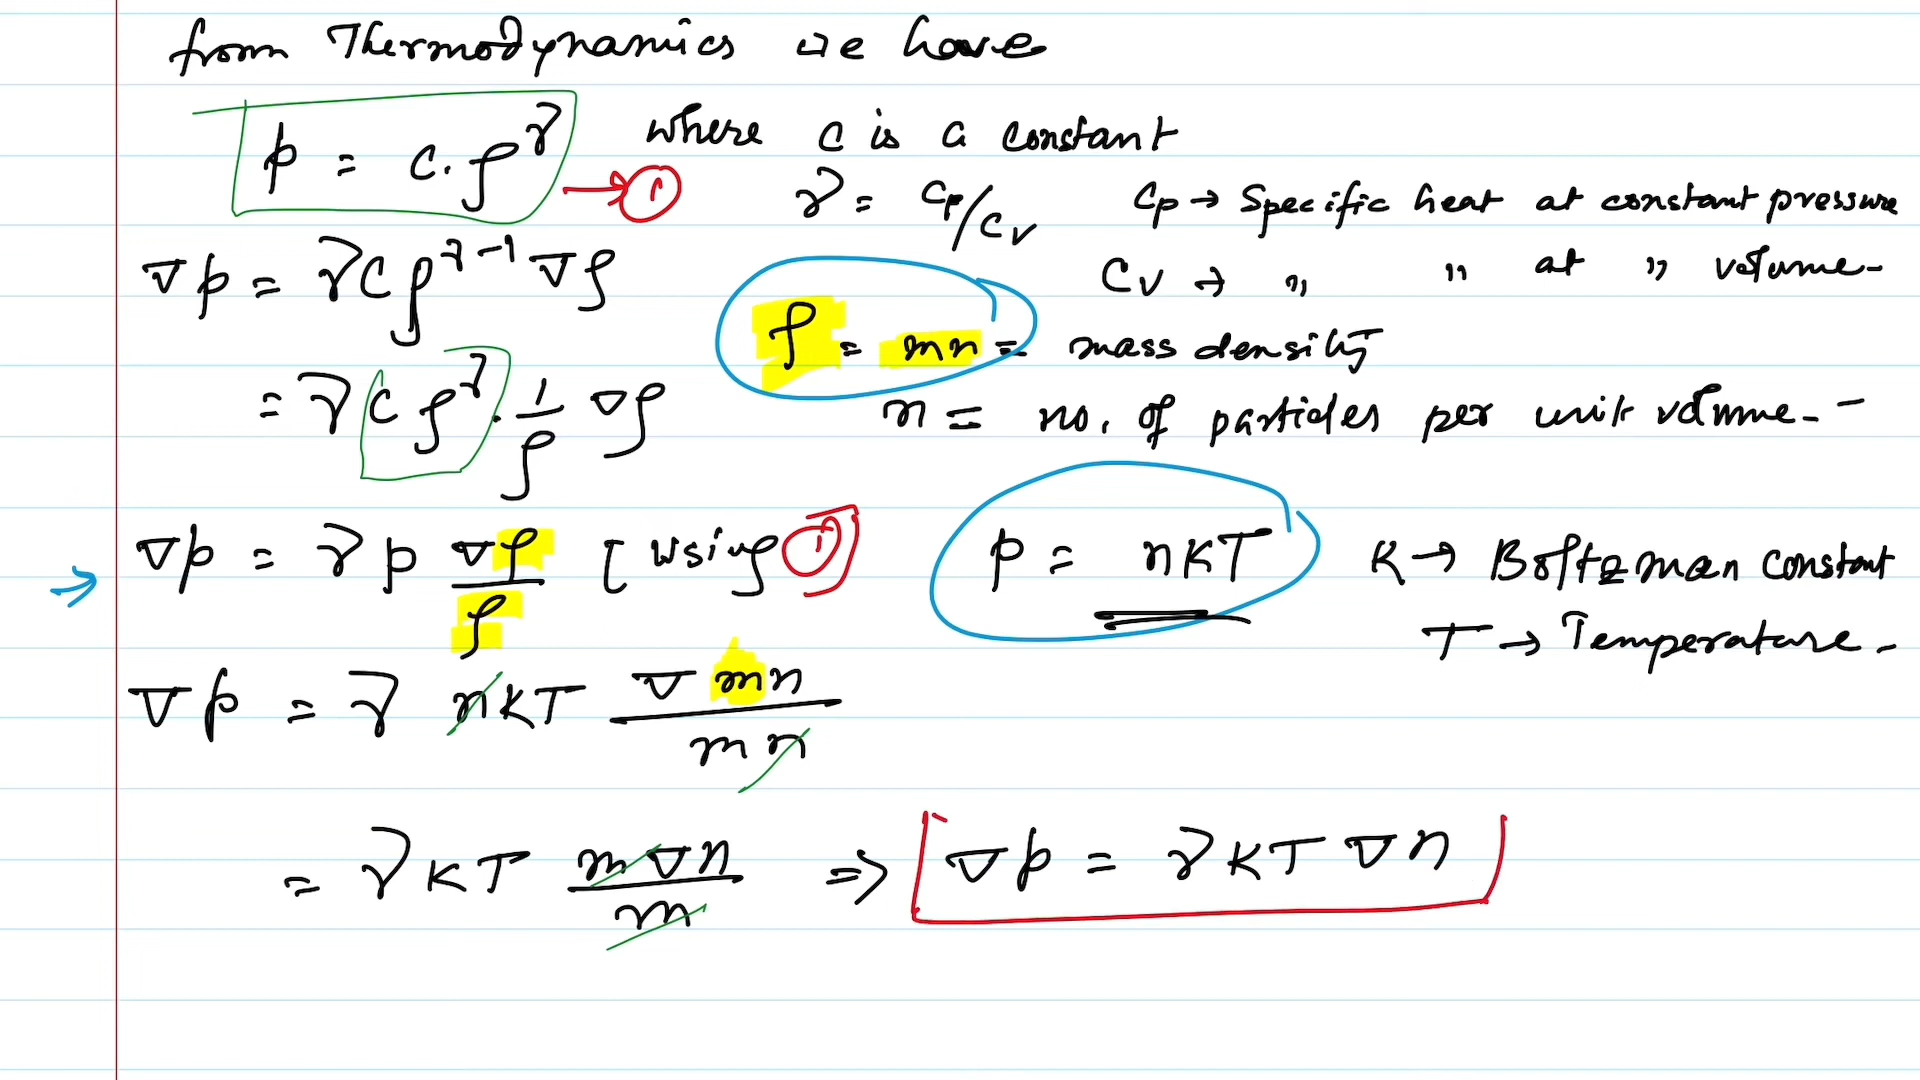 from Thermodynamics we have
p = c.ρ^γ → ① where c is a constant
γ = Cp/Cv Cp → Specific heat at constant pressure
∇p = γCρ^γ-1 ∇ρ Cv → " " at " volume-
ρ = mn = mass density
= γ C ρ^γ . 1/ρ ∇ρ n = no. of particles per unit volume--
→ ∇p = γ p ∇ρ/ρ [using ① p = nKT K → Boltzman constant
T → Temperature-
∇p = γ nKT ∇mn/mn
= γKT m∇n/m ⇒ ∇p = γKT∇n